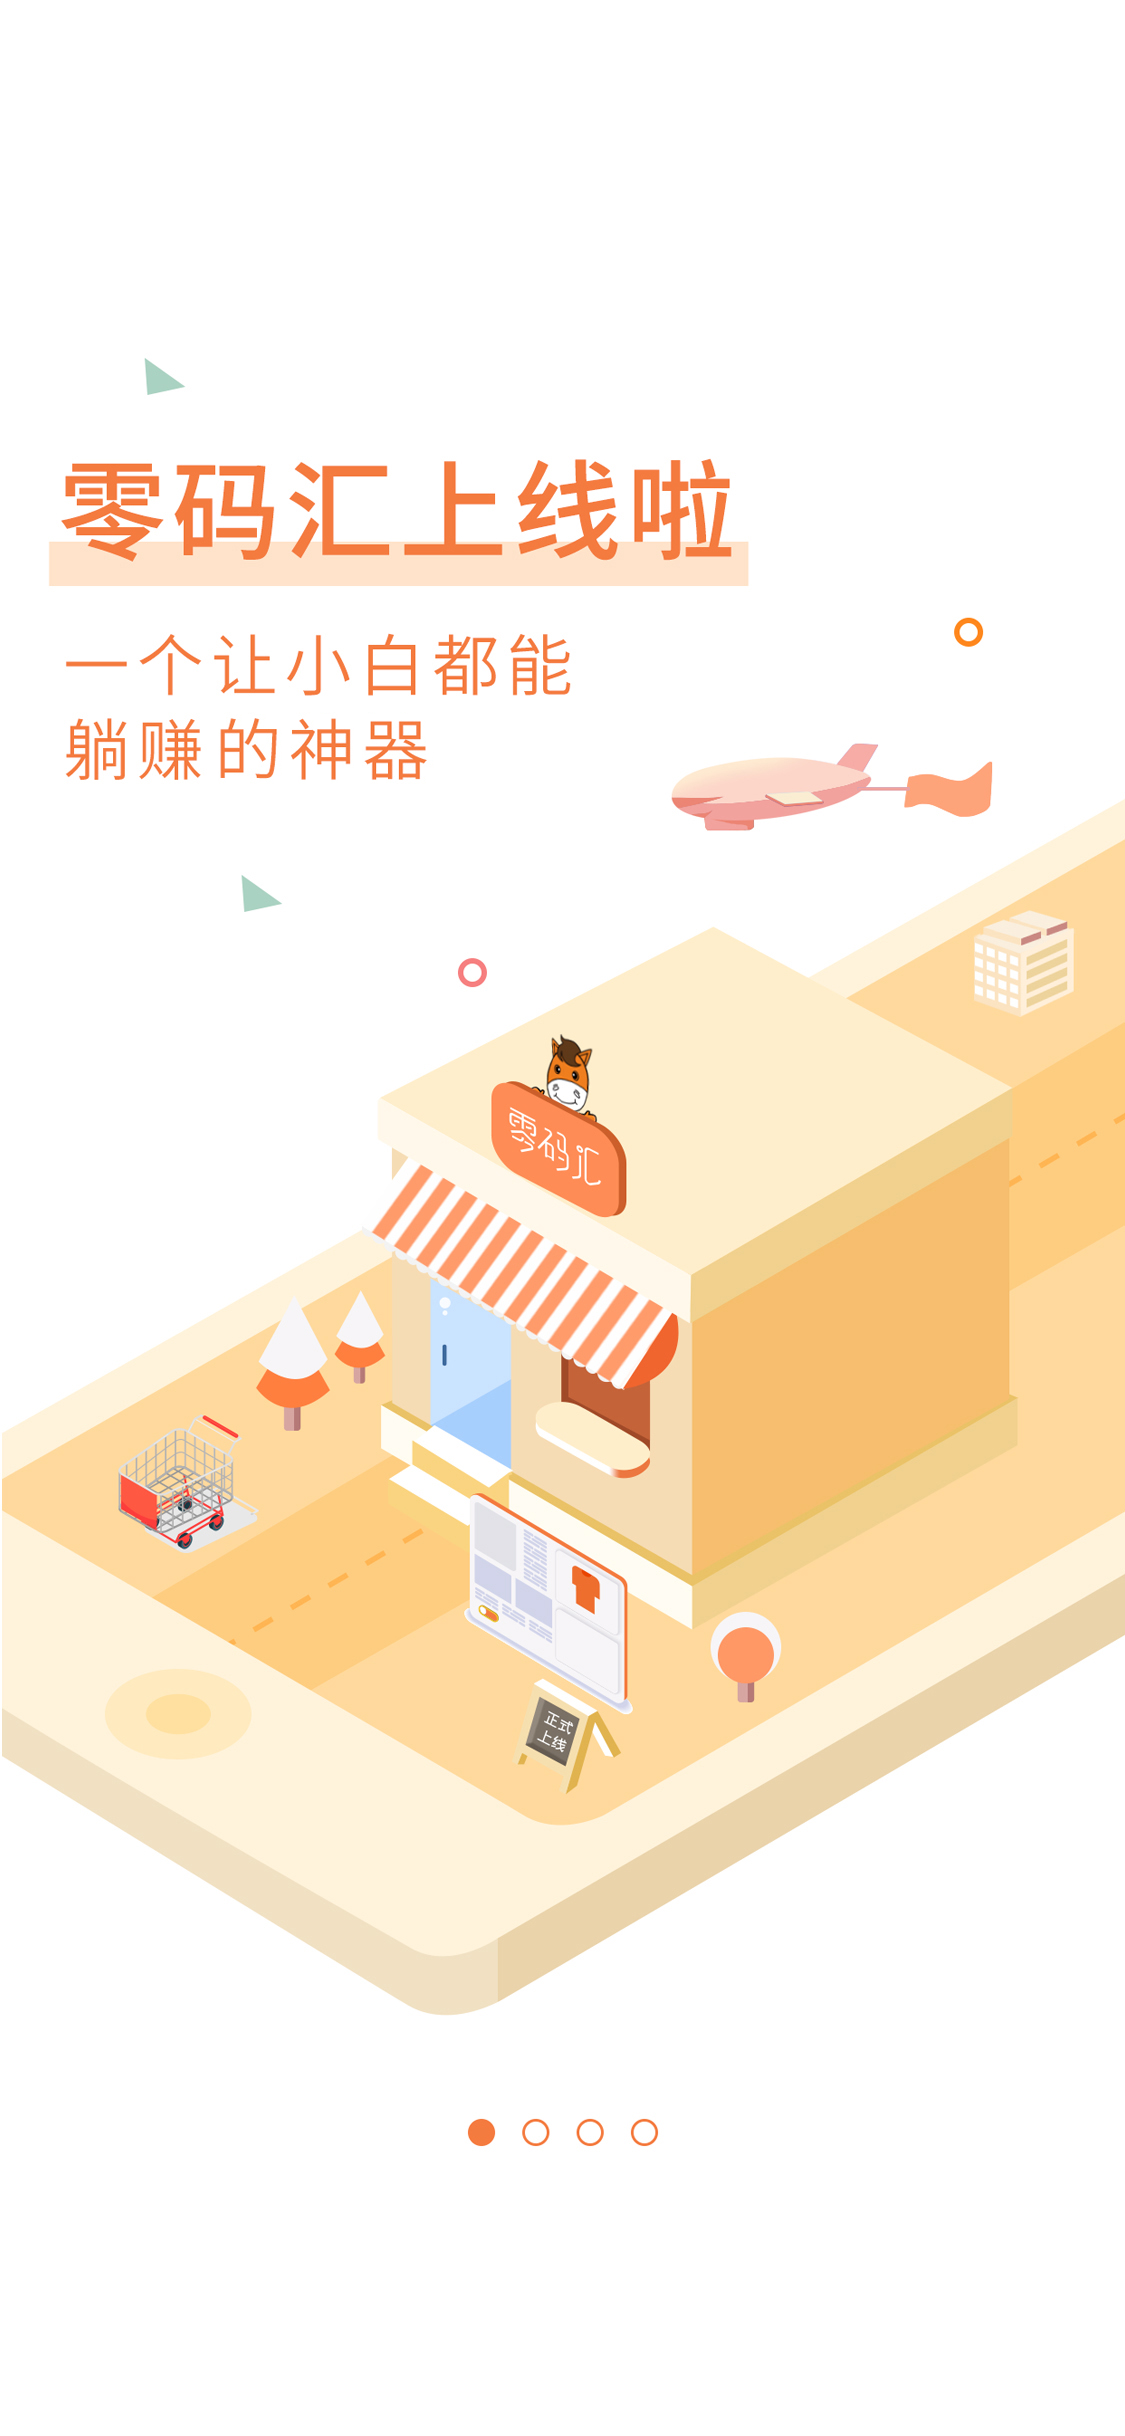 零码汇上线啦
一个让小白都能
躺赚的神器
零码汇
正式
上线